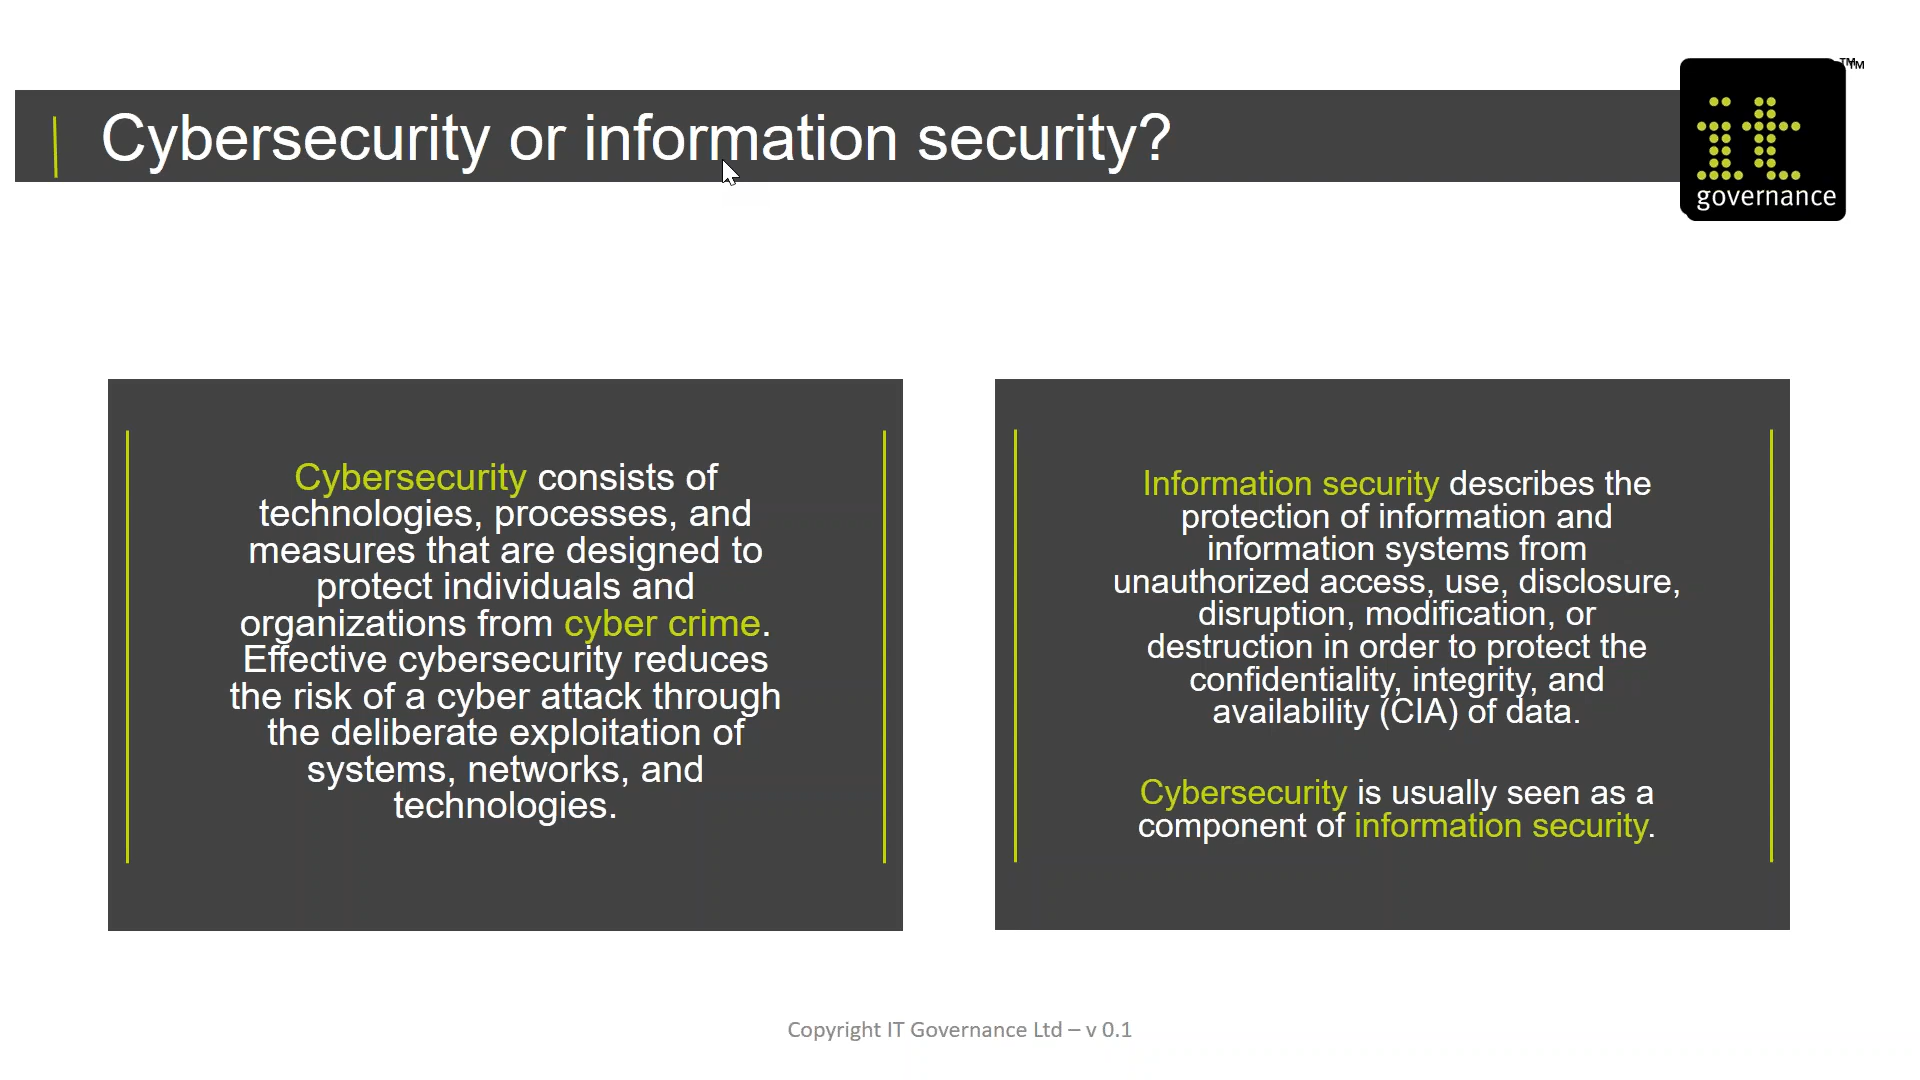 Cybersecurity or information security?
TM
TM
it
governance
Cybersecurity consists of
technologies, processes, and
measures that are designed to
protect individuals and
organizations from cyber crime.
Effective cybersecurity reduces
the risk of a cyber attack through
the deliberate exploitation of
systems, networks, and
technologies.
Information security describes the
protection of information and
information systems from
unauthorized access, use, disclosure,
disruption, modification, or
destruction in order to protect the
confidentiality, integrity, and
availability (CIA) of data.
Cybersecurity is usually seen as a
component of information security.
Copyright IT Governance Ltd – v 0.1